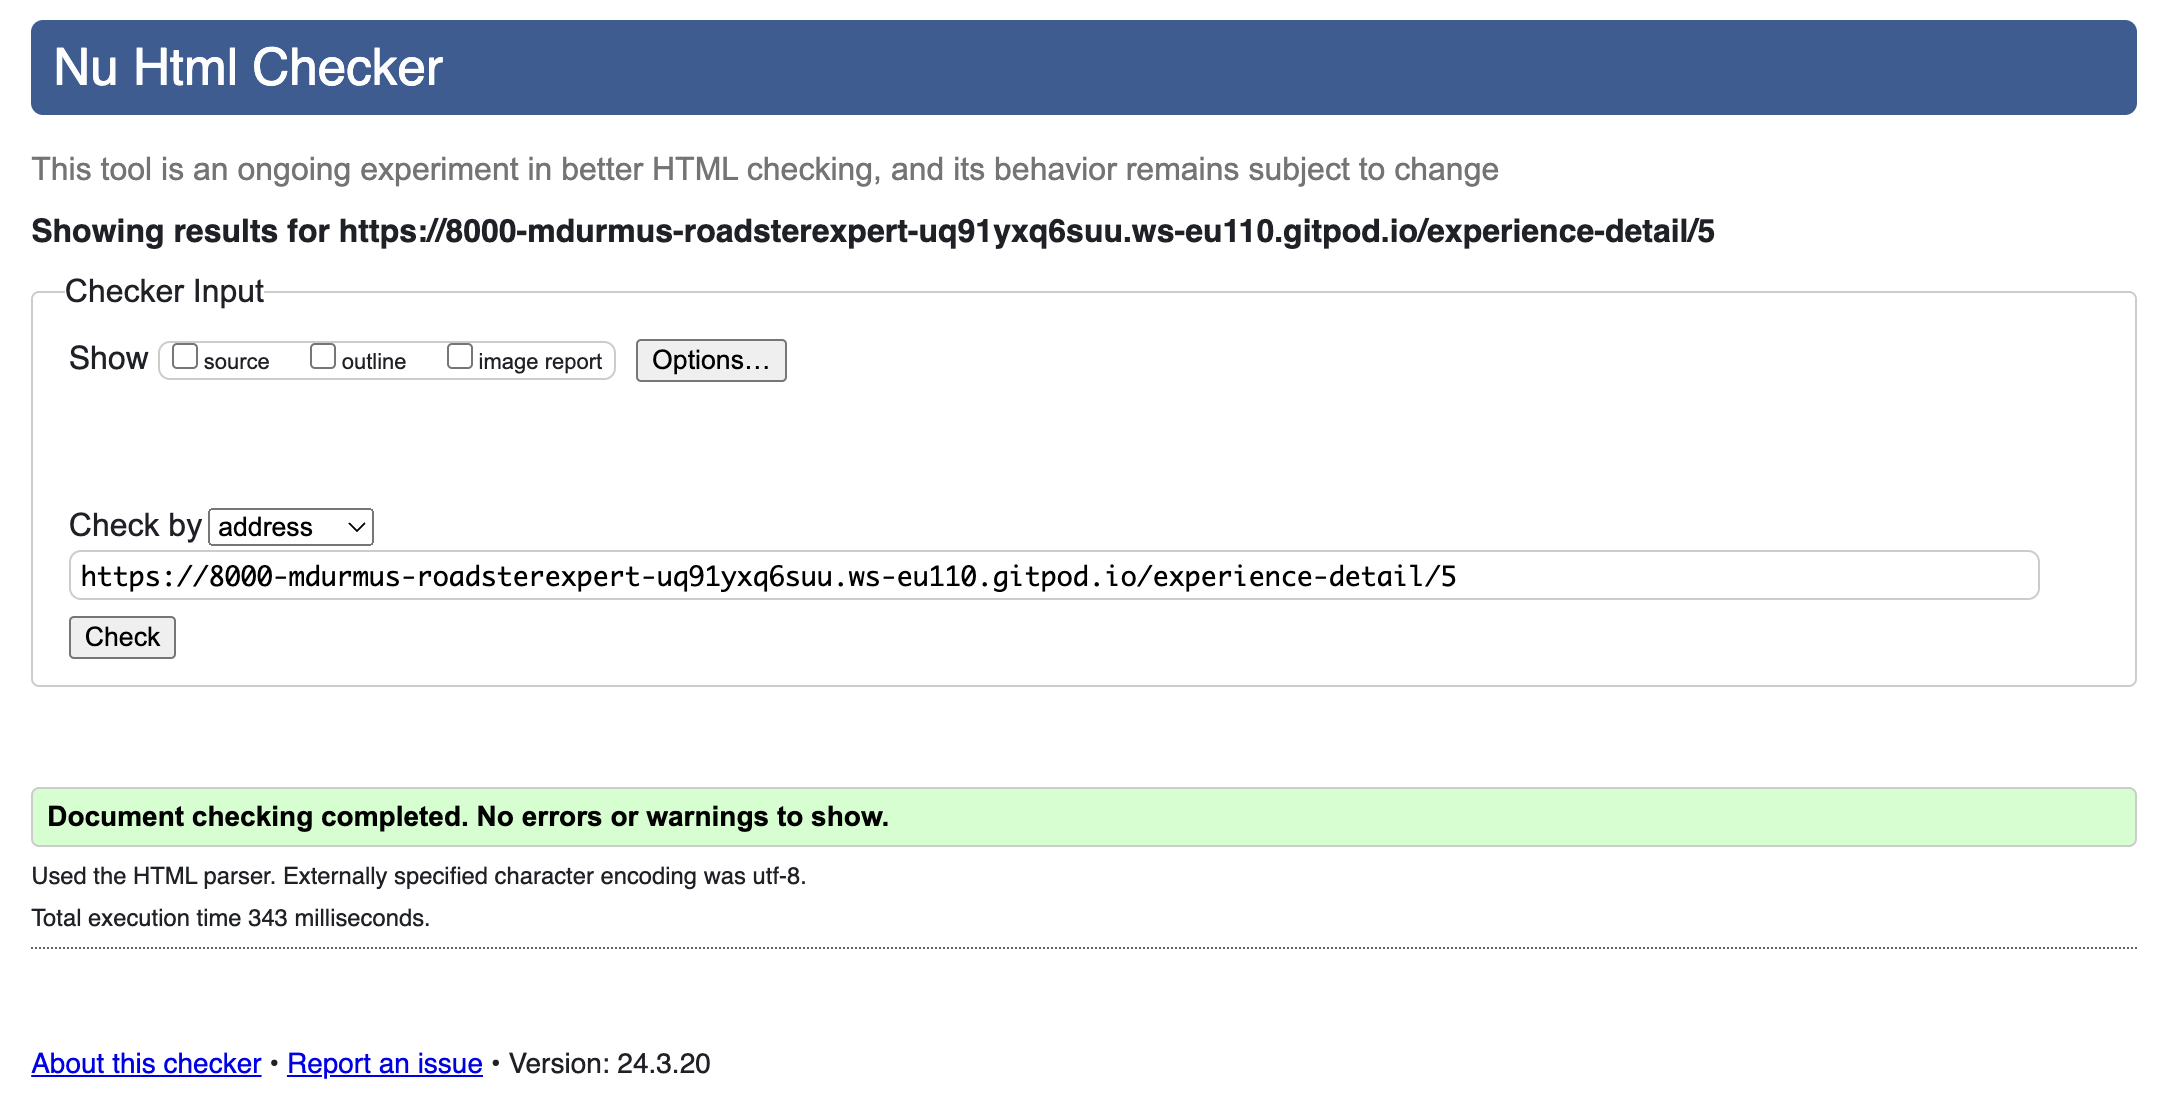 Nu Html Checker
This tool is an ongoing experiment in better HTML checking, and its behavior remains subject to change
Showing results for https://8000-mdurmus-roadsterexpert-uq91yxq6suu.ws-eu110.gitpod.io/experience-detail/5
Checker Input
Show source outline image report Options…
Check by address
https://8000-mdurmus-roadsterexpert-uq91yxq6suu.ws-eu110.gitpod.io/experience-detail/5
Check
Document checking completed. No errors or warnings to show.
Used the HTML parser. Externally specified character encoding was utf-8.
Total execution time 343 milliseconds.
About this checker • Report an issue • Version: 24.3.20